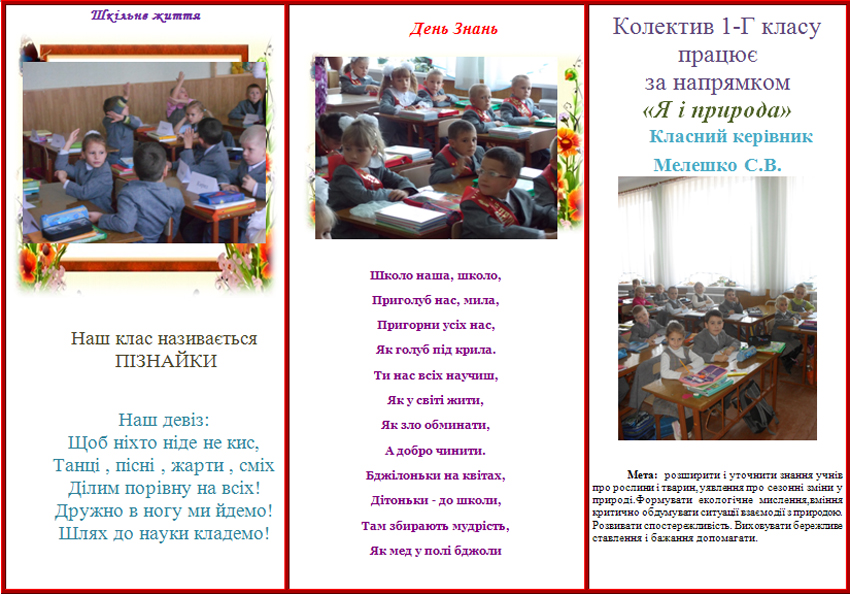 Шкільне життя
Наш клас називається
ПІЗНАЙКИ
Наш девіз:
Щоб ніхто ніде не кис,
Танці , пісні , жарти , сміх
Ділим порівну на всіх!
Дружно в ногу ми йдемо!
Шлях до науки кладемо!
День Знань
Школо наша, школо,
Приголуб нас, мила,
Пригорни усіх нас,
Як голуб під крила.
Ти нас всіх научиш,
Як у світі жити,
Як зло обминати,
А добро чинити.
Бджілоньки на квітах,
Дітоньки - до школи,
Там збирають мудрість,
Як мед у полі бджоли
Колектив 1-Г класу
працює
за напрямком
«Я і природа»
Класний керівник
Мелешко С.В.
Мета: розширити і уточнити знання учнів
про рослини і тварин, уявлення про сезонні зміни у
природі.Формувати екологічне мислення,вміння
критично обдумувати ситуації взаємодії з природою.
Розвивати спостережливість. Виховувати бережливе
ставлення і бажання допомагати.